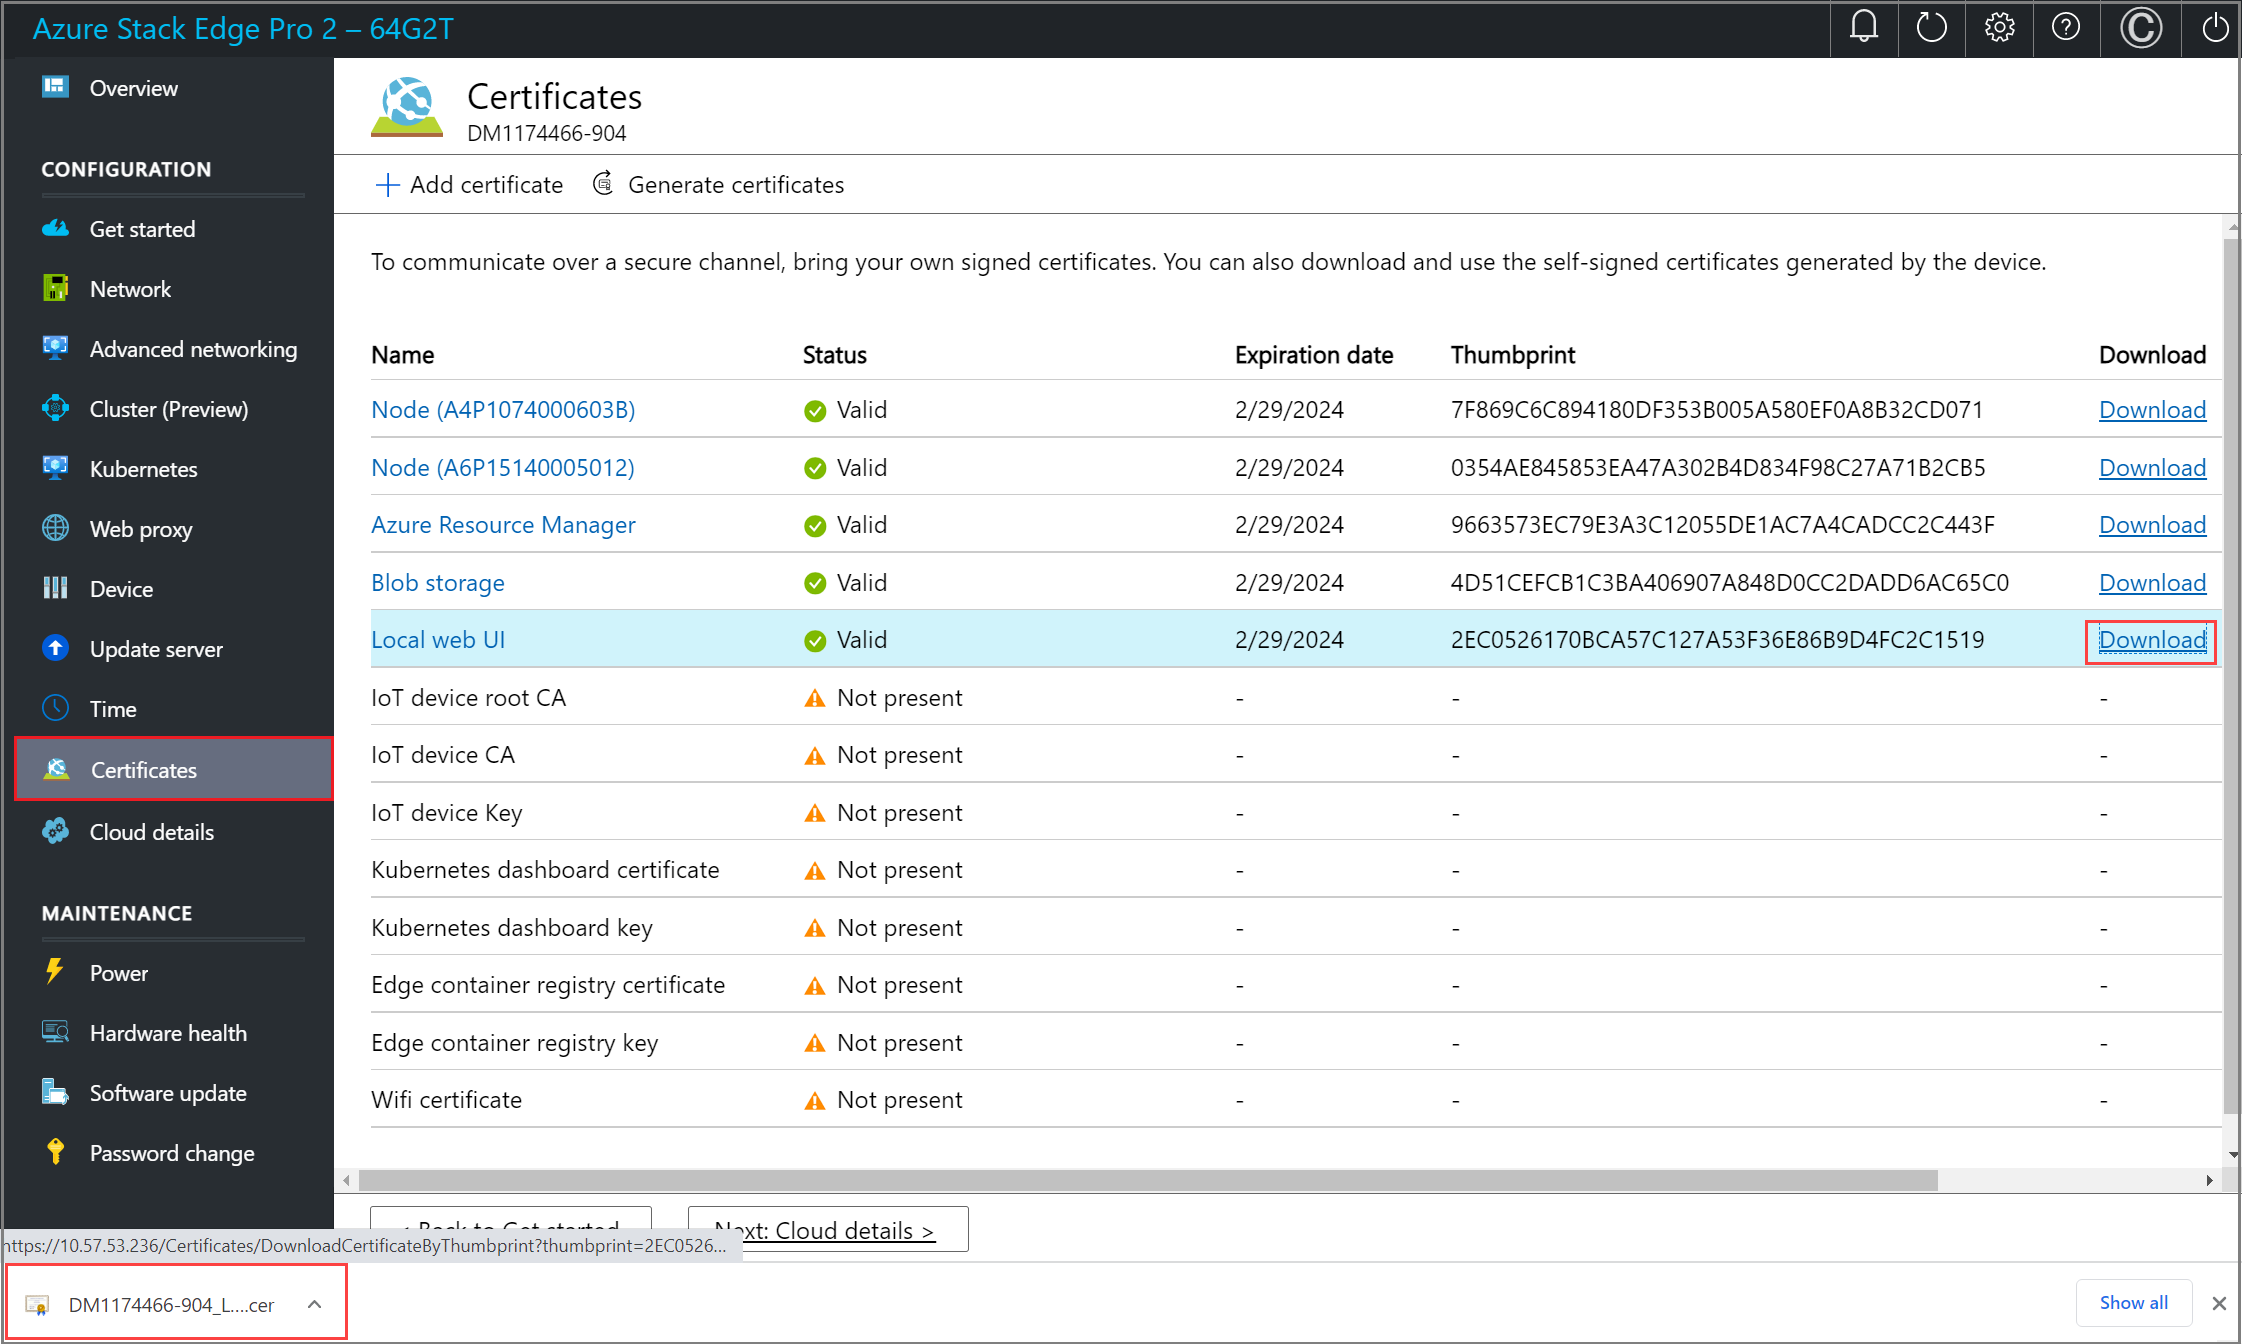 Azure Stack Edge Pro 2 – 64G2T
Overview
CONFIGURATION
Get started
Network
Advanced networking
Cluster (Preview)
Kubernetes
Web proxy
Device
Update server
Time
Certificates
Cloud details
MAINTENANCE
Power
Hardware health
Software update
Password change
Certificates
DM1174466-904
Add certificate Generate certificates
To communicate over a secure channel, bring your own signed certificates. You can also download and use the self-signed certificates generated by the device.
Name Status Expiration date Thumbprint Download
Node (A4P1074000603B) Valid 2/29/2024 7F869C6C894180DF353B005A580EF0A8B32CD071 Download
Node (A6P15140005012) Valid 2/29/2024 0354AE845853EA47A302B4D834F98C27A71B2CB5 Download
Azure Resource Manager Valid 2/29/2024 9663573EC79E3A3C12055DE1AC7A4CADCC2C443F Download
Blob storage Valid 2/29/2024 4D51CEFCB1C3BA406907A848D0CC2DADD6AC65C0 Download
Local web UI Valid 2/29/2024 2EC0526170BCA57C127A53F36E86B9D4FC2C1519 Download
IoT device root CA Not present - - -
IoT device CA Not present - - -
IoT device Key Not present - - -
Kubernetes dashboard certificate Not present - - -
Kubernetes dashboard key Not present - - -
Edge container registry certificate Not present - - -
Edge container registry key Not present - - -
Wifi certificate Not present - - -
< Back to Get started Next: Cloud details >
https://10.57.53.236/Certificates/DownloadCertificateByThumbprint?thumbprint=2EC0526...
DM1174466-904_L....cer
Show all